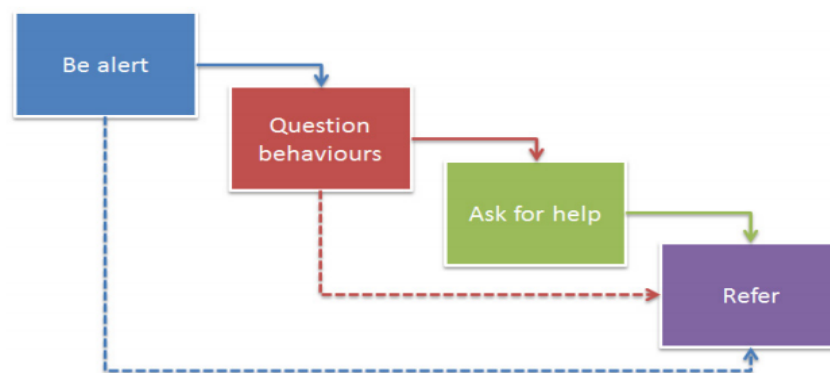 Be alert
Question
behaviours
Ask for help
Refer